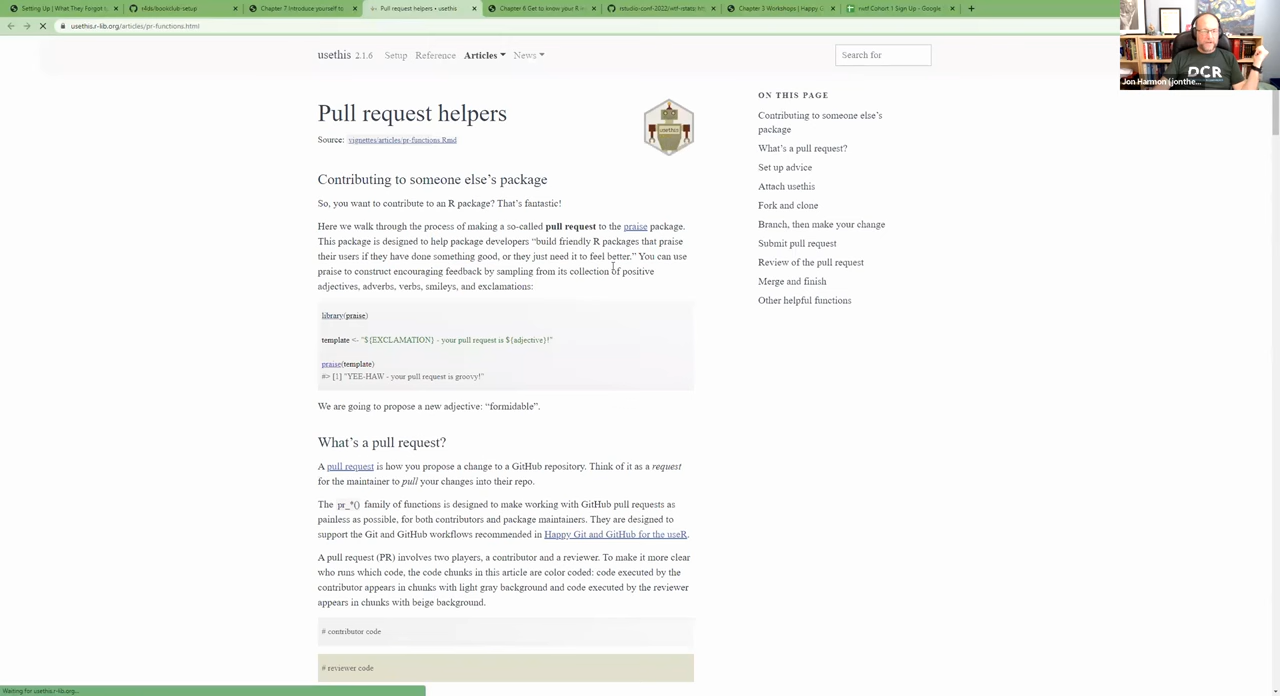 Setting Up | What They Forgot t
r4ds/bookclub-setup
Chapter 7 Introduce yourself to
Pull request helpers • usethis
Chapter 6 Get to know your R in
rstudio-conf-2022/wtf-rstats: htt
Chapter 3 Workshops | Happy G
rwtf Cohort 1 Sign Up - Google
usethis.r-lib.org/articles/pr-functions.html
usethis 2.1.6 Setup Reference Articles News
Search for
DCR
Jon Harmon (jonthe...
Pull request helpers
Source: vignettes/articles/pr-functions.Rmd
usethis
Contributing to someone else's package
So, you want to contribute to an R package? That's fantastic!
Here we walk through the process of making a so-called pull request to the praise package.
This package is designed to help package developers "build friendly R packages that praise
their users if they have done something good, or they just need it to feel better." You can use
praise to construct encouraging feedback by sampling from its collection of positive
adjectives, adverbs, verbs, smileys, and exclamations:
library(praise)
template <- "${EXCLAMATION} - your pull request is ${adjective}!"
praise(template)
#> [1] "YEE-HAW - your pull request is groovy!"
We are going to propose a new adjective: "formidable".
What's a pull request?
A pull request is how you propose a change to a GitHub repository. Think of it as a request
for the maintainer to pull your changes into their repo.
The pr_*() family of functions is designed to make working with GitHub pull requests as
painless as possible, for both contributors and package maintainers. They are designed to
support the Git and GitHub workflows recommended in Happy Git and GitHub for the useR.
A pull request (PR) involves two players, a contributor and a reviewer. To make it more clear
who runs which code, the code chunks in this article are color coded: code executed by the
contributor appears in chunks with light gray background and code executed by the reviewer
appears in chunks with beige background.
# contributor code
# reviewer code
ON THIS PAGE
Contributing to someone else's
package
What's a pull request?
Set up advice
Attach usethis
Fork and clone
Branch, then make your change
Submit pull request
Review of the pull request
Merge and finish
Other helpful functions
Waiting for usethis.r-lib.org...